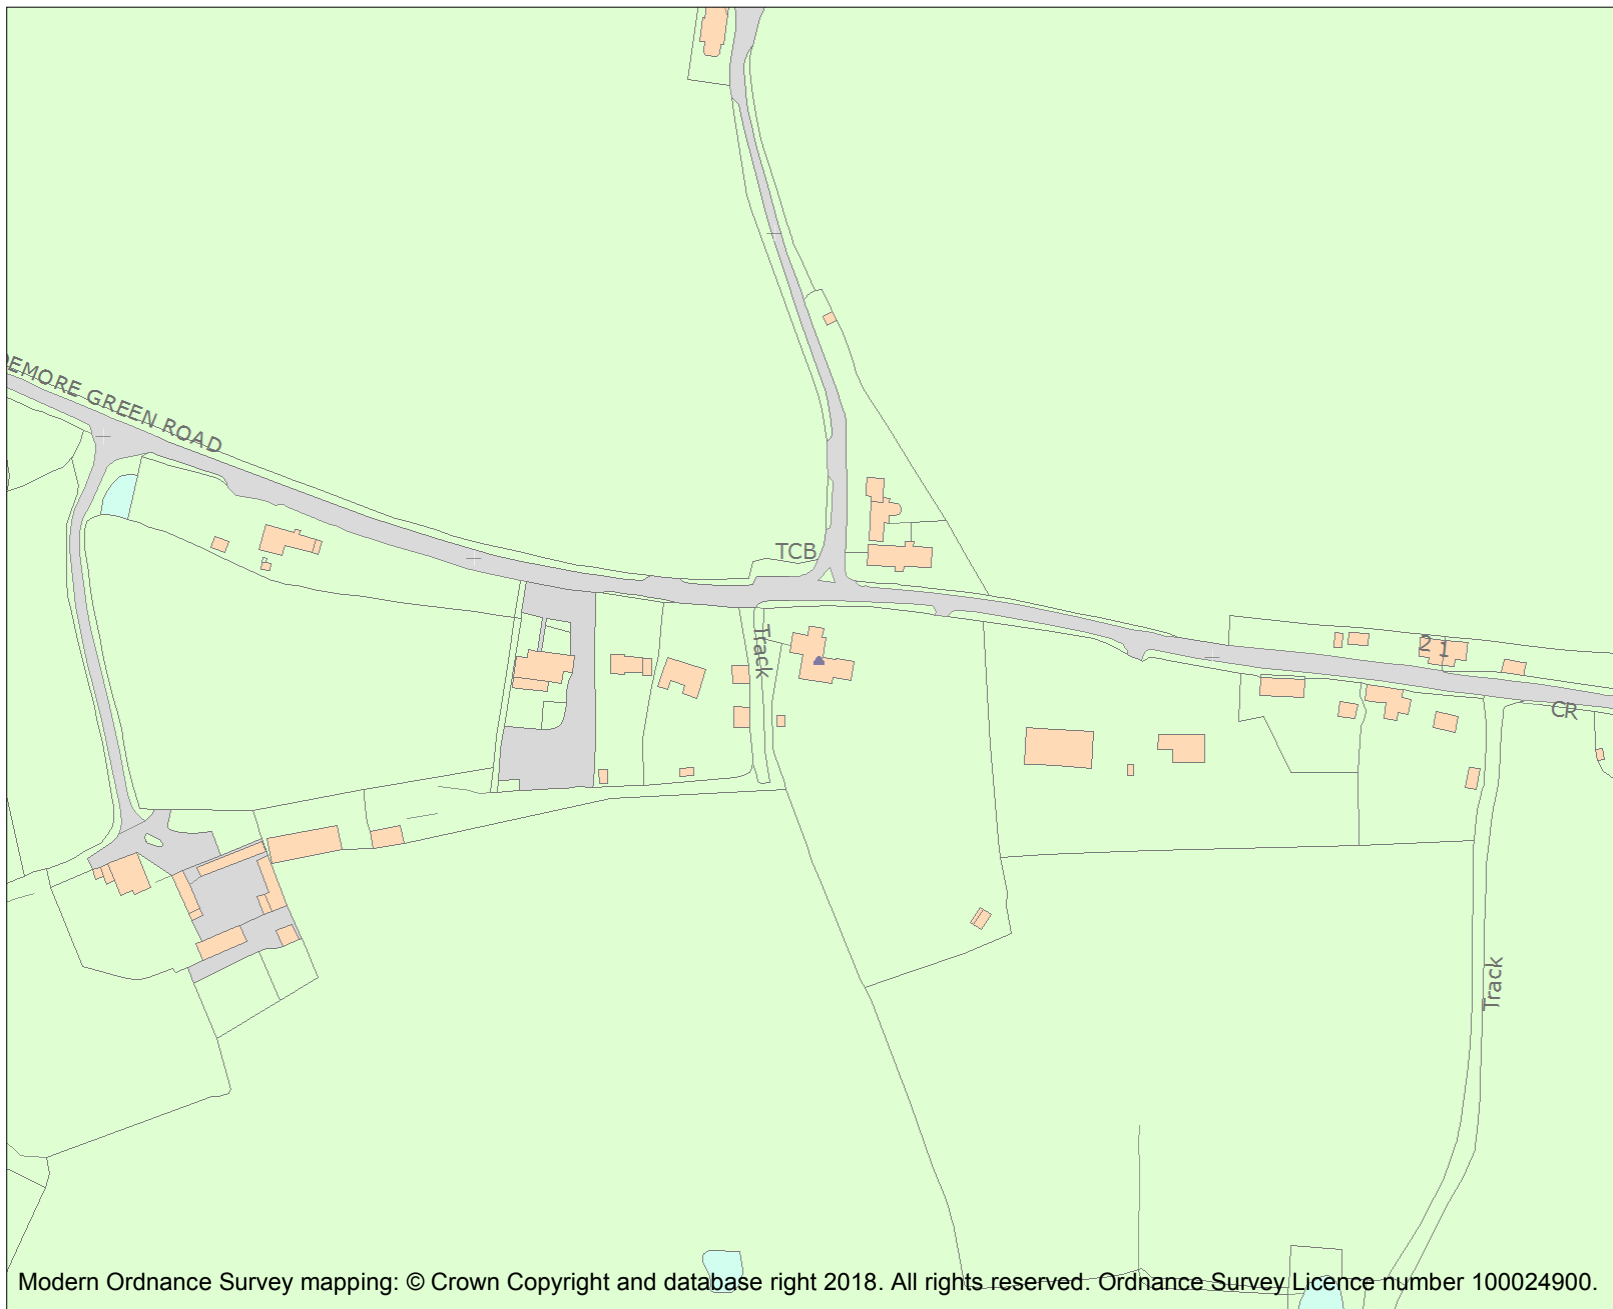 DEMORE GREEN ROAD
TCB
Track
2 1
CR
Track
Modern Ordnance Survey mapping: © Crown Copyright and database right 2018. All rights reserved. Ordnance Survey Licence number 100024900.